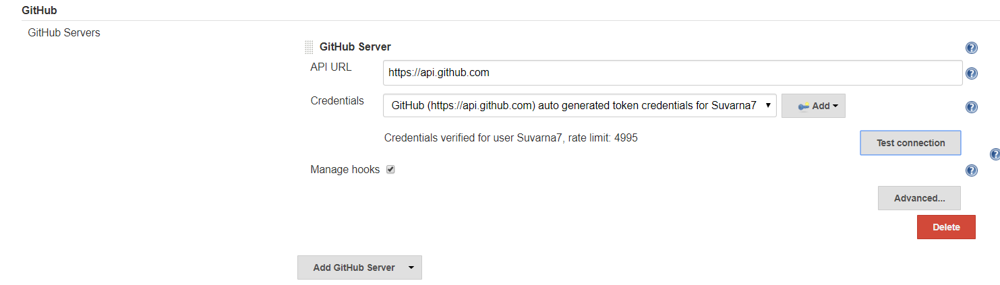 GitHub
GitHub Servers
GitHub Server
API URL
https://api.github.com
Credentials
GitHub (https://api.github.com) auto generated token credentials for Suvarna7
Add
Credentials verified for user Suvarna7, rate limit: 4995
Test connection
Manage hooks
Advanced...
Delete
Add GitHub Server